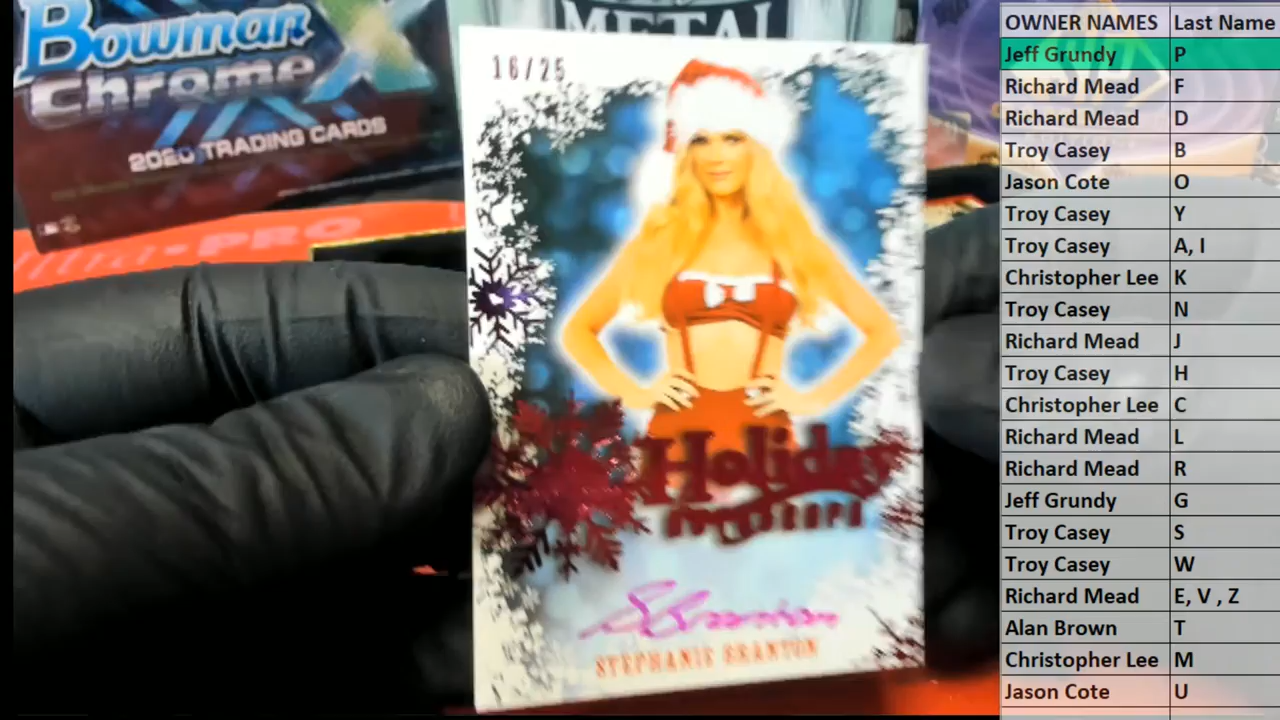 Bowman
Chrome
2020 TRADING CARDS
METAL
PRO
16/25
Holiday
STEPHANIE BRANTON
OWNER NAMES Last Name
Jeff Grundy P
Richard Mead F
Richard Mead D
Troy Casey B
Jason Cote O
Troy Casey Y
Troy Casey A, I
Christopher Lee K
Troy Casey N
Richard Mead J
Troy Casey H
Christopher Lee C
Richard Mead L
Richard Mead R
Jeff Grundy G
Troy Casey S
Troy Casey W
Richard Mead E, V , Z
Alan Brown T
Christopher Lee M
Jason Cote U